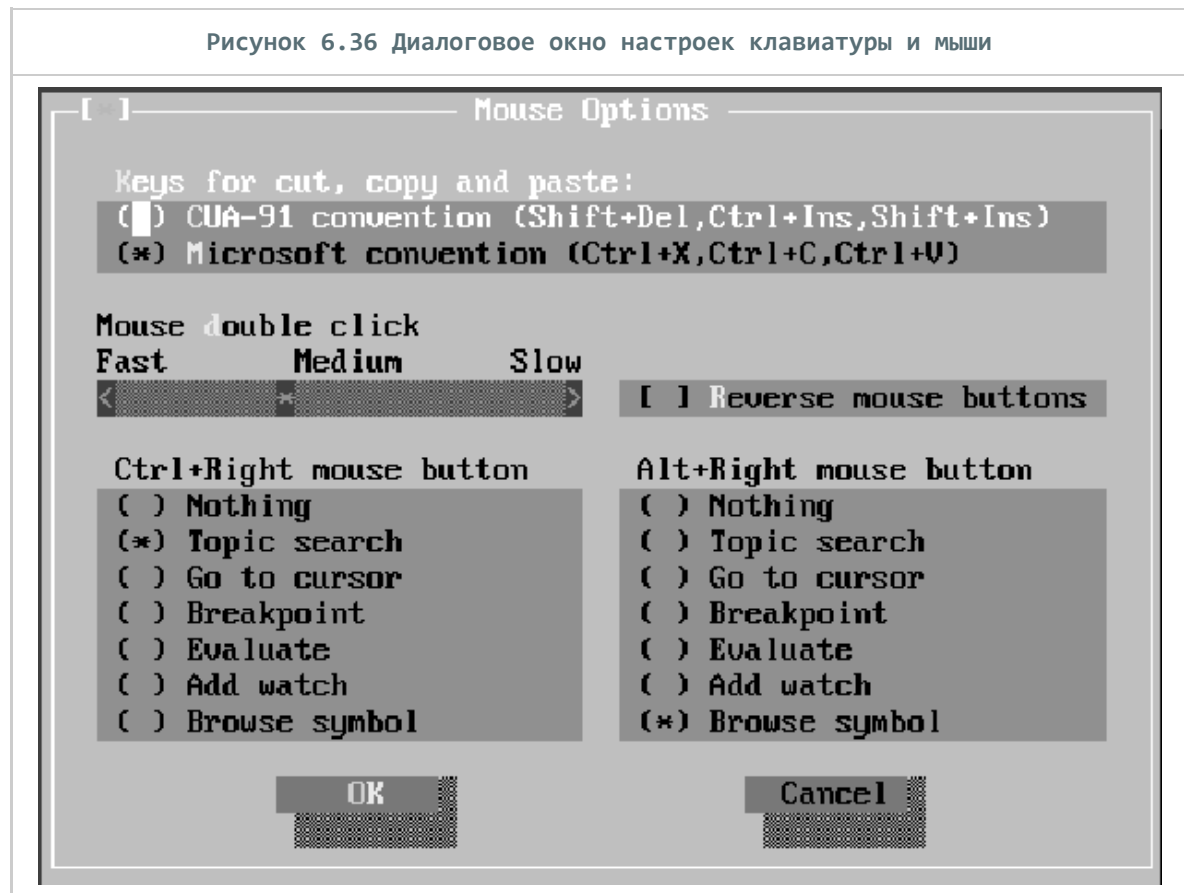 Рисунок 6.36 Диалоговое окно настроек клавиатуры и мыши
[*] Mouse Options
Keys for cut, copy and paste:
( ) CUA-91 convention (Shift+Del,Ctrl+Ins,Shift+Ins)
(*) Microsoft convention (Ctrl+X,Ctrl+C,Ctrl+V)
Mouse double click
Fast Medium Slow
< * >
[ ] Reverse mouse buttons
Ctrl+Right mouse button
( ) Nothing
(*) Topic search
( ) Go to cursor
( ) Breakpoint
( ) Evaluate
( ) Add watch
( ) Browse symbol
Alt+Right mouse button
( ) Nothing
( ) Topic search
( ) Go to cursor
( ) Breakpoint
( ) Evaluate
( ) Add watch
(*) Browse symbol
OK
Cancel